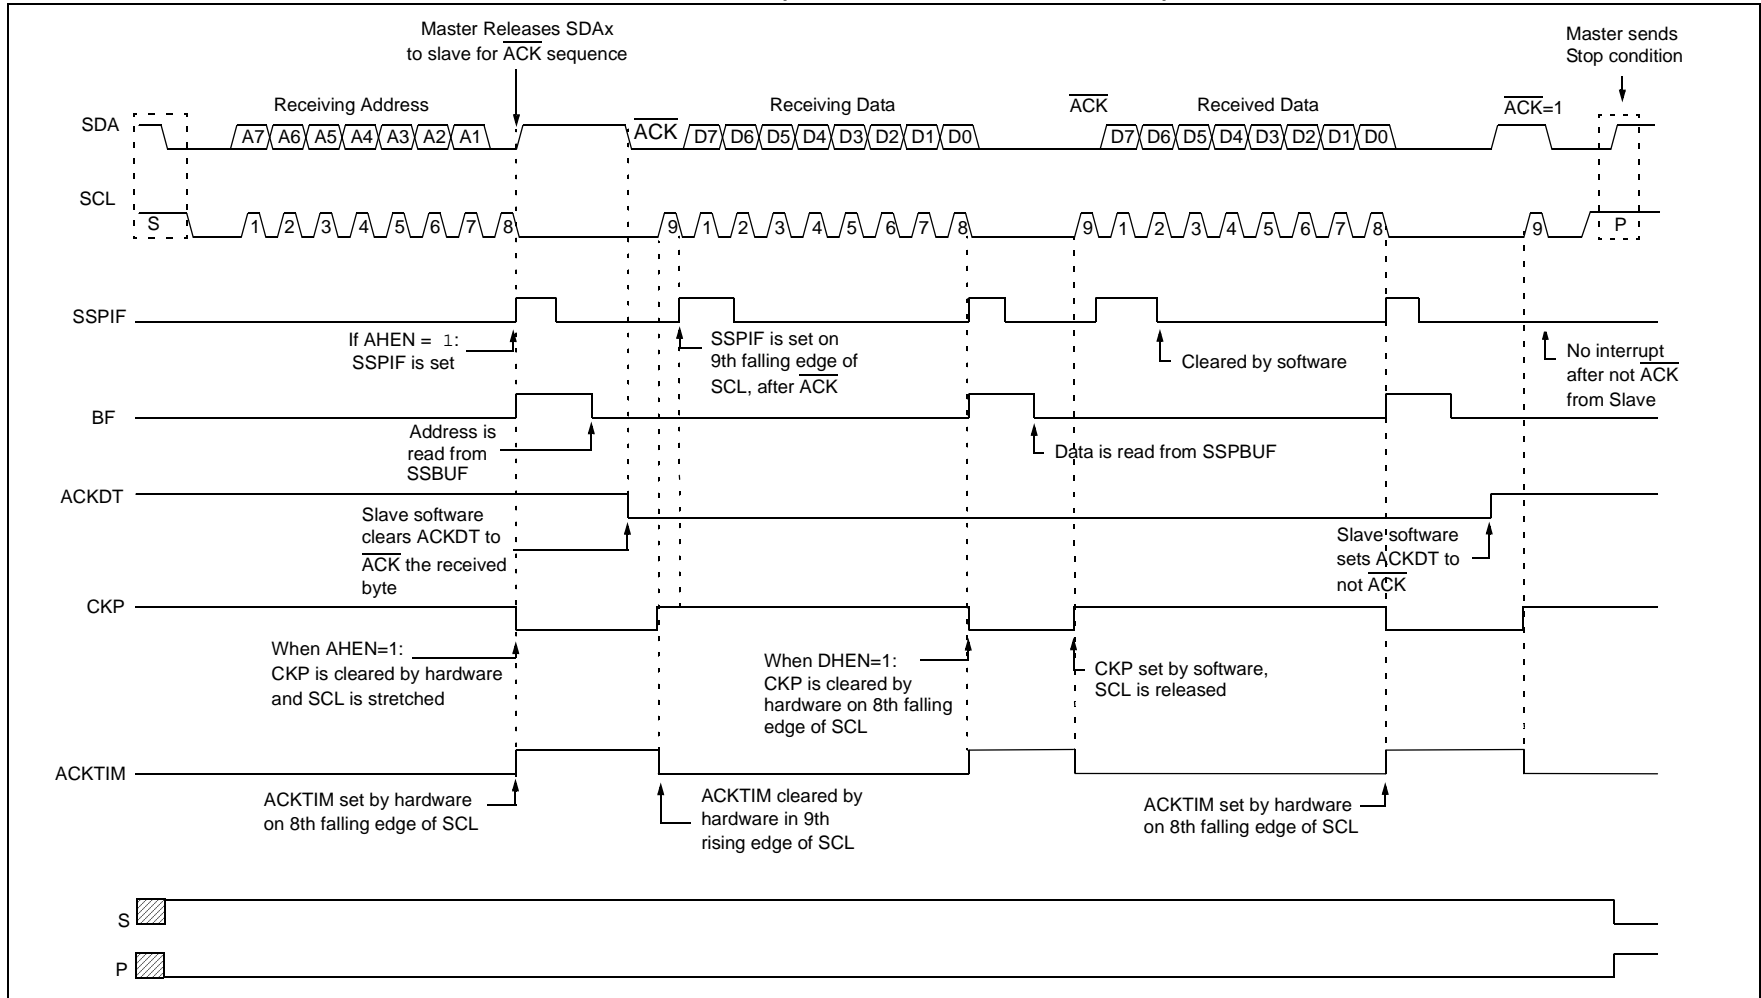 Master Releases SDAx
to slave for ACK sequence
Master sends
Stop condition
Receiving Address
Receiving Data
ACK
Received Data
ACK=1
SDA
A7 A6 A5 A4 A3 A2 A1
ACK
D7 D6 D5 D4 D3 D2 D1 D0
D7 D6 D5 D4 D3 D2 D1 D0
SCL
S
1 2 3 4 5 6 7 8
9 1 2 3 4 5 6 7 8
9 1 2 3 4 5 6 7 8
9
P
SSPIF
If AHEN = 1:
SSPIF is set
SSPIF is set on
9th falling edge of
SCL, after ACK
Cleared by software
No interrupt
after not ACK
from Slave
BF
Address is
read from
SSBUF
Data is read from SSPBUF
ACKDT
Slave software
clears ACKDT to
ACK the received
byte
Slave software
sets ACKDT to
not ACK
CKP
When AHEN=1:
CKP is cleared by hardware
and SCL is stretched
When DHEN=1:
CKP is cleared by
hardware on 8th falling
edge of SCL
CKP set by software,
SCL is released
ACKTIM
ACKTIM set by hardware
on 8th falling edge of SCL
ACKTIM cleared by
hardware in 9th
rising edge of SCL
ACKTIM set by hardware
on 8th falling edge of SCL
S
P